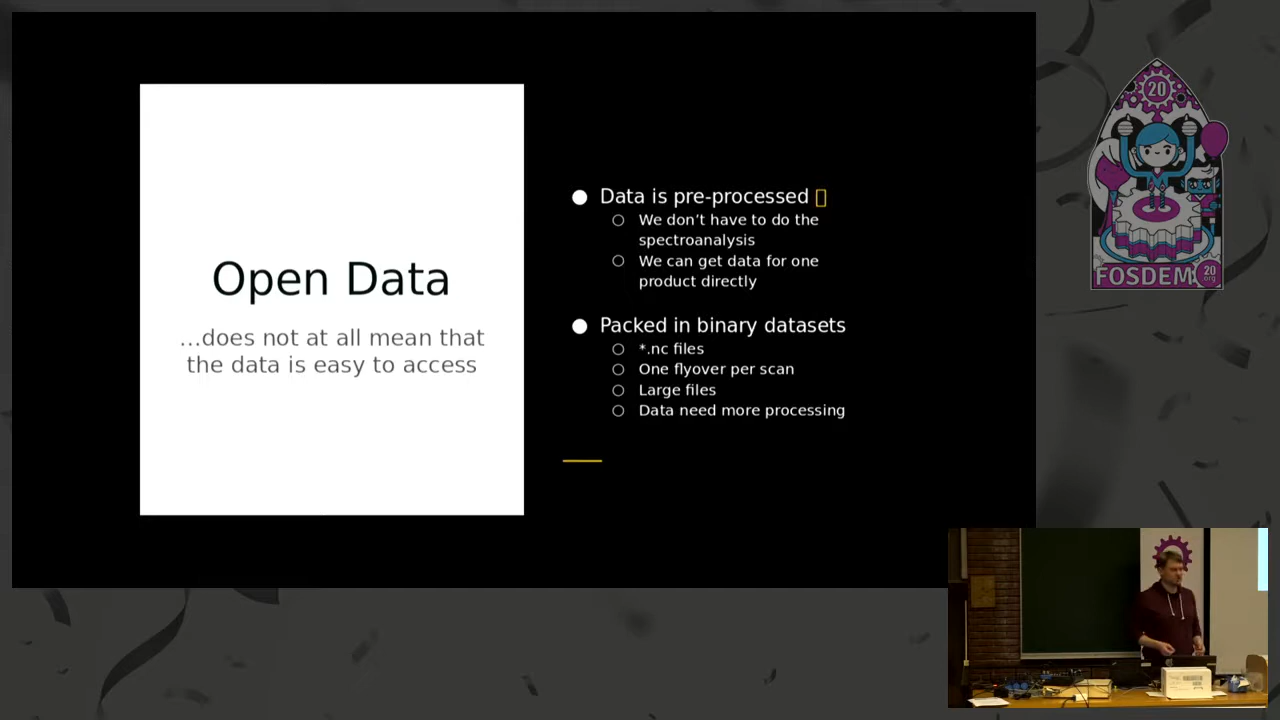 Open Data
...does not at all mean that
the data is easy to access
Data is pre-processed
We don’t have to do the
spectroanalysis
We can get data for one
product directly
Packed in binary datasets
*.nc files
One flyover per scan
Large files
Data need more processing
20
FOSDEM
20
org